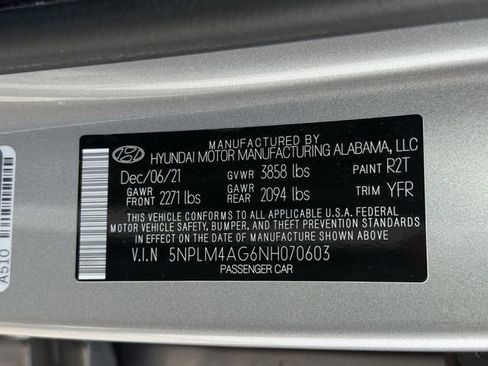 MANUFACTURED BY
HYUNDAI MOTOR MANUFACTURING ALABAMA, LLC
Dec/06/21 GVWR 3858 lbs PAINT R2T
GAWR FRONT 2271 lbs GAWR REAR 2094 lbs TRIM YFR
THIS VEHICLE CONFORMS TO ALL APPLICABLE U.S.A. FEDERAL
MOTOR VEHICLE SAFETY, BUMPER, AND THEFT PREVENTION STANDARDS
IN EFFECT ON THE DATE OF MANUFACTURE SHOWN ABOVE.
V.I.N 5NPLM4AG6NH070603
PASSENGER CAR
A510